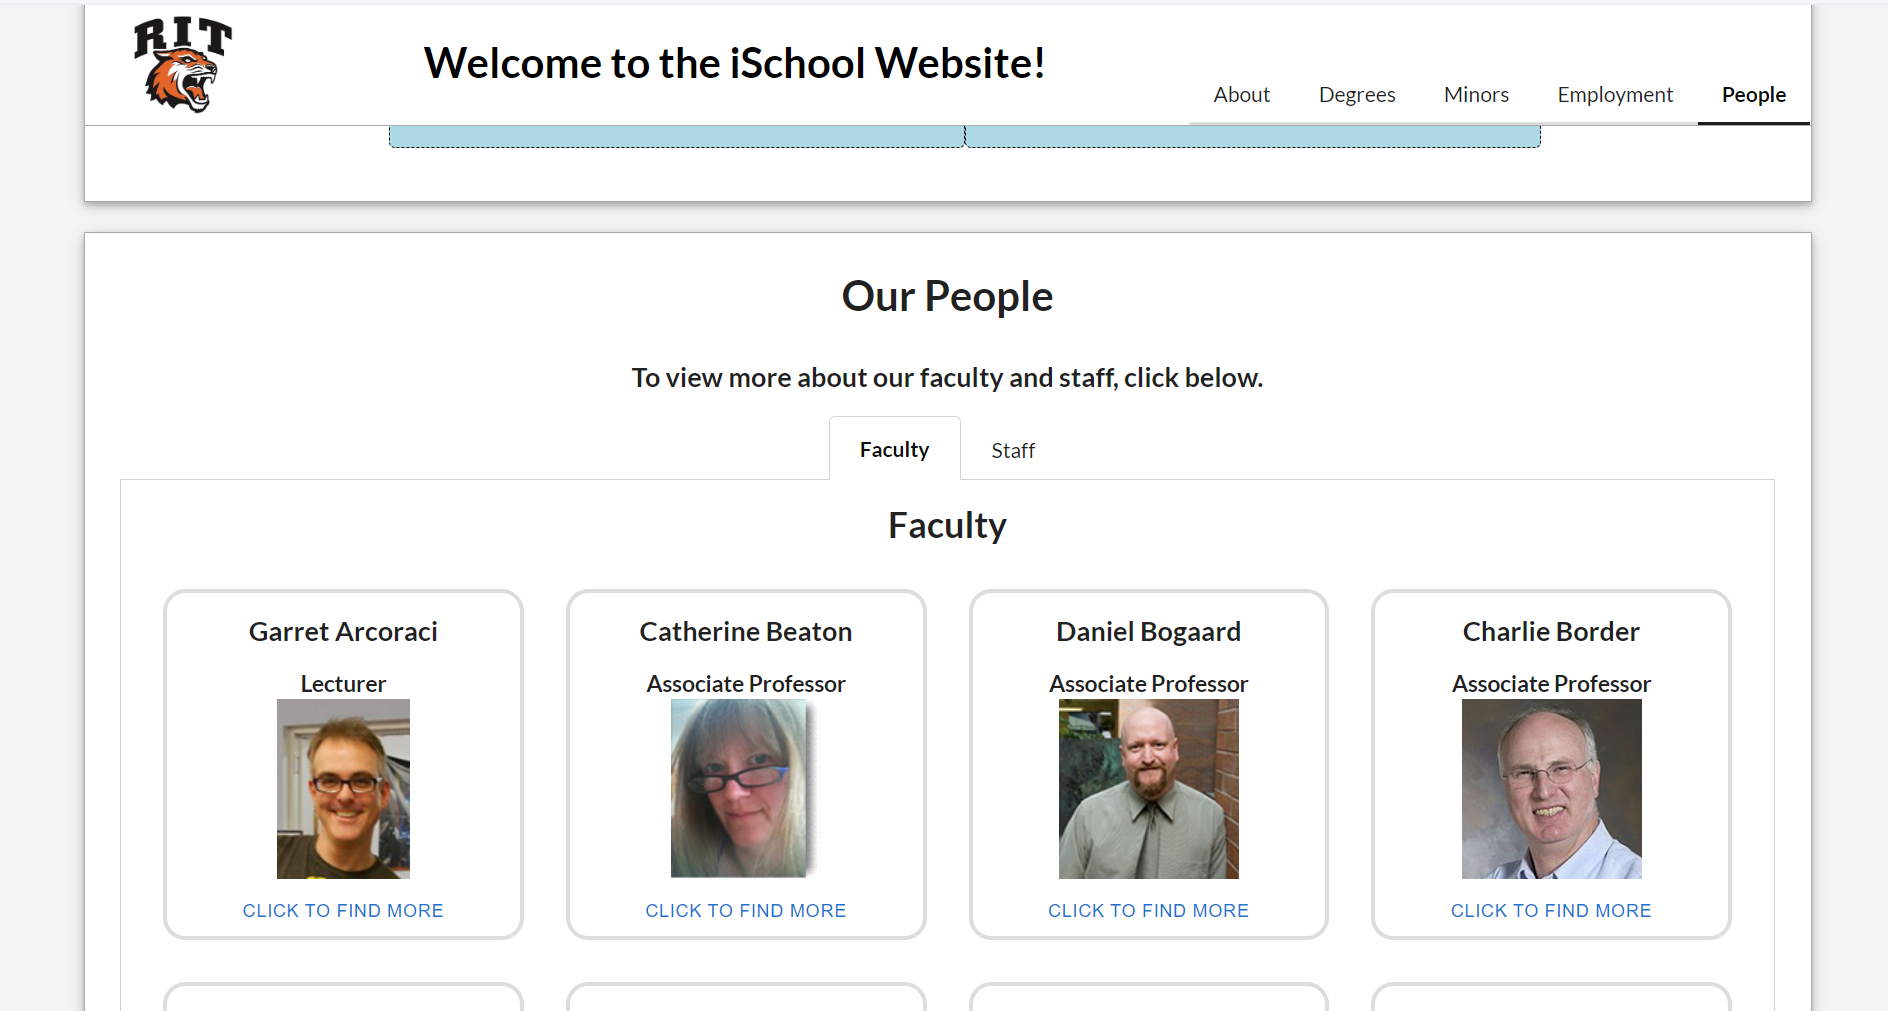 RIT
Welcome to the iSchool Website!
About
Degrees
Minors
Employment
People
Our People
To view more about our faculty and staff, click below.
Faculty
Staff
Faculty
Garret Arcoraci
Lecturer
CLICK TO FIND MORE
Catherine Beaton
Associate Professor
CLICK TO FIND MORE
Daniel Bogaard
Associate Professor
CLICK TO FIND MORE
Charlie Border
Associate Professor
CLICK TO FIND MORE